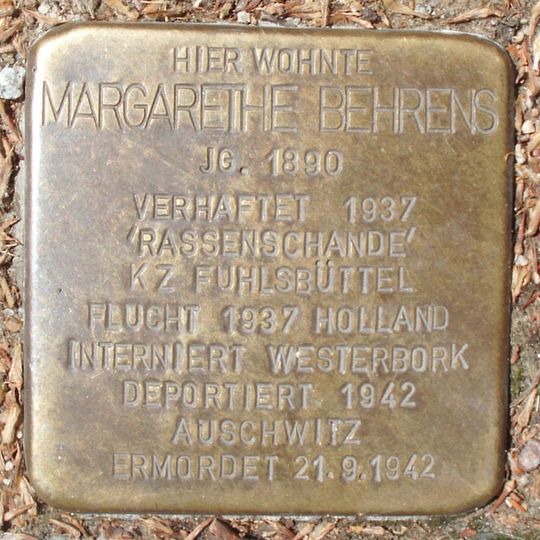 HIER WOHNTE
MARGARETHE BEHRENS
JG. 1890
VERHAFTET 1937
'RASSENSCHANDE'
KZ FUHLSBÜTTEL
FLUCHT 1937 HOLLAND
INTERNIERT WESTERBORK
DEPORTIERT 1942
AUSCHWITZ
ERMORDET 21.9.1942